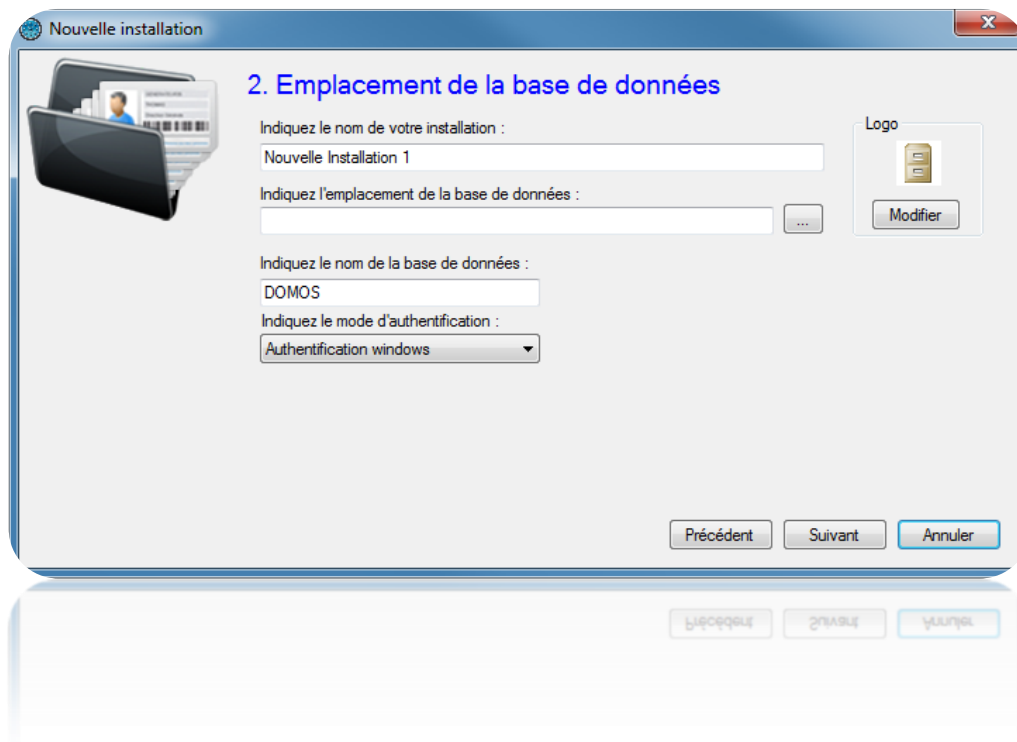 Nouvelle installation
2. Emplacement de la base de données
Indiquez le nom de votre installation :
Nouvelle Installation 1
Logo
Indiquez l'emplacement de la base de données :
...
Modifier
Indiquez le nom de la base de données :
DOMOS
Indiquez le mode d'authentification :
Authentification windows
Précédent
Suivant
Annuler